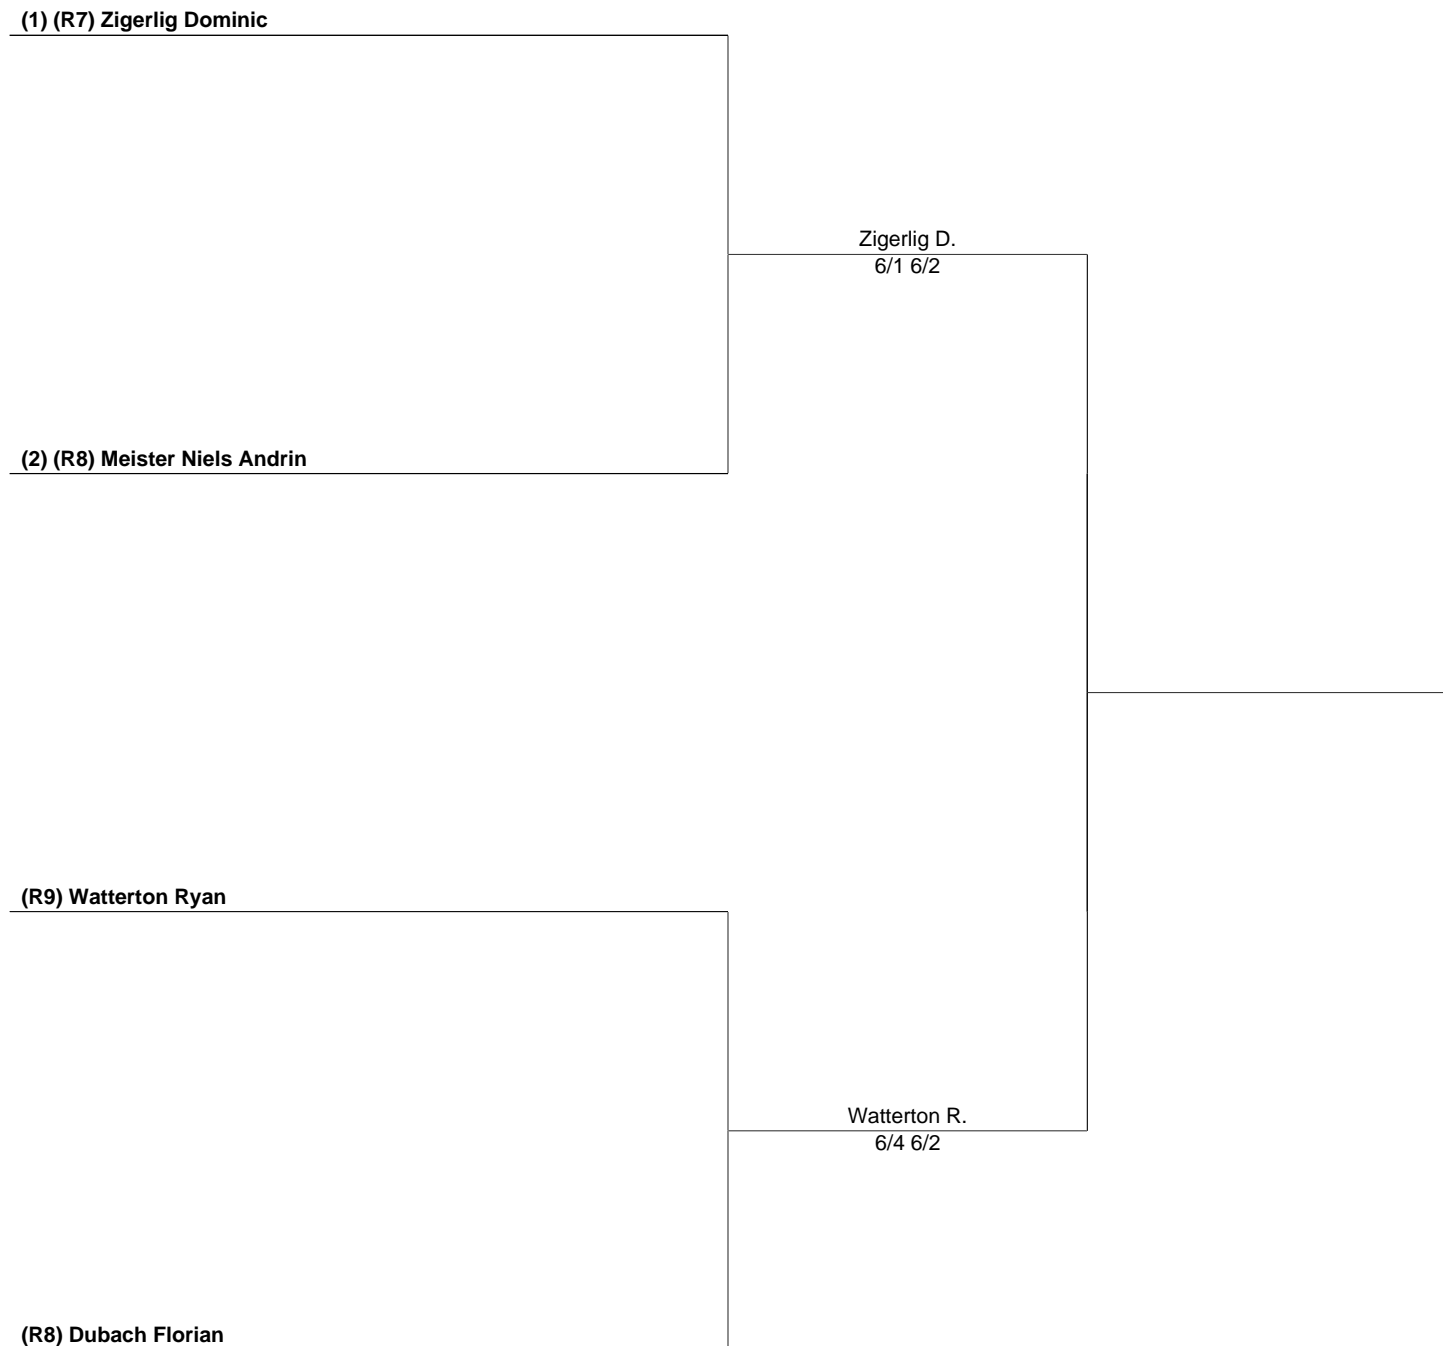 (1) (R7) Zigerlig Dominic
Zigerlig D.
6/1 6/2
(2) (R8) Meister Niels Andrin
(R9) Watterton Ryan
Watterton R.
6/4 6/2
(R8) Dubach Florian